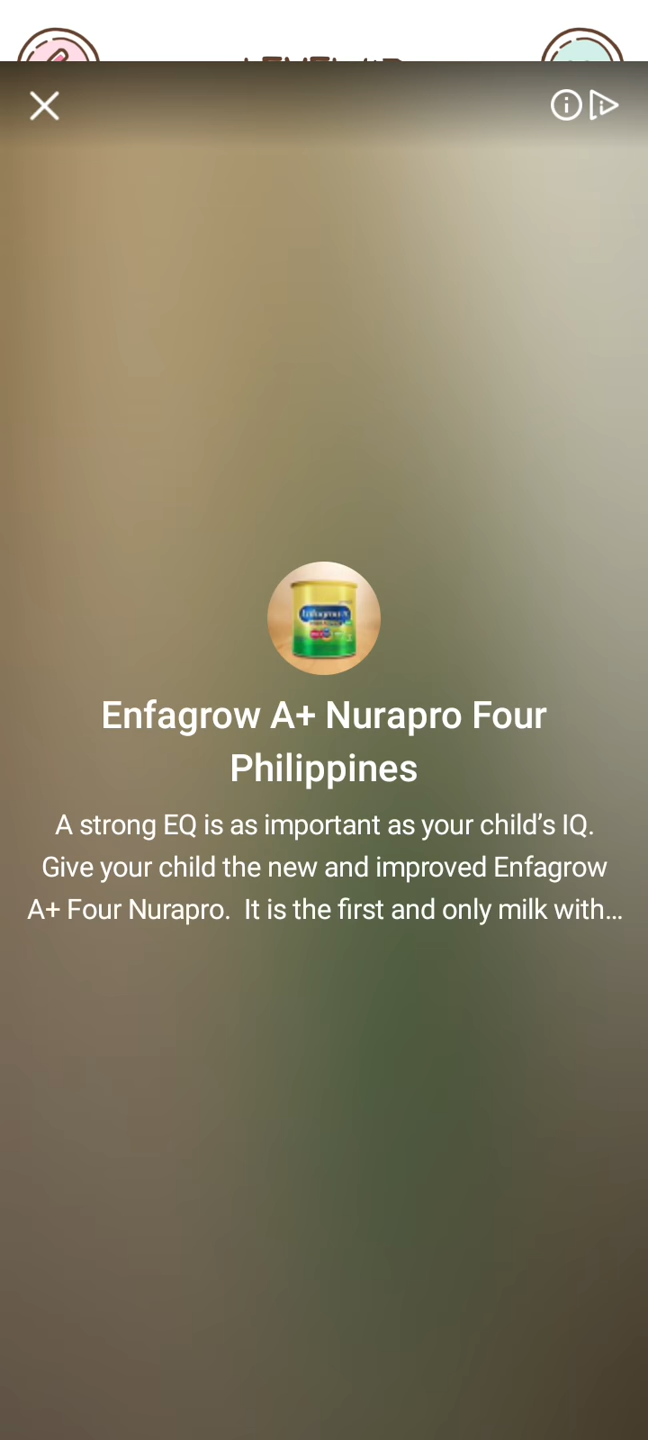 Enfagrow A+ Nurapro Four
Philippines
A strong EQ is as important as your child’s IQ.
Give your child the new and improved Enfagrow
A+ Four Nurapro.  It is the first and only milk with...